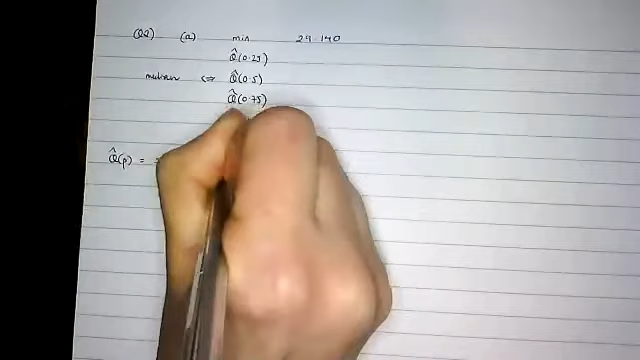 (Q2) (a) min 29.140
Q̂(0.25)
median ⇔ Q̂(0.5)
Q̂(0.75)
Q̂(p) =